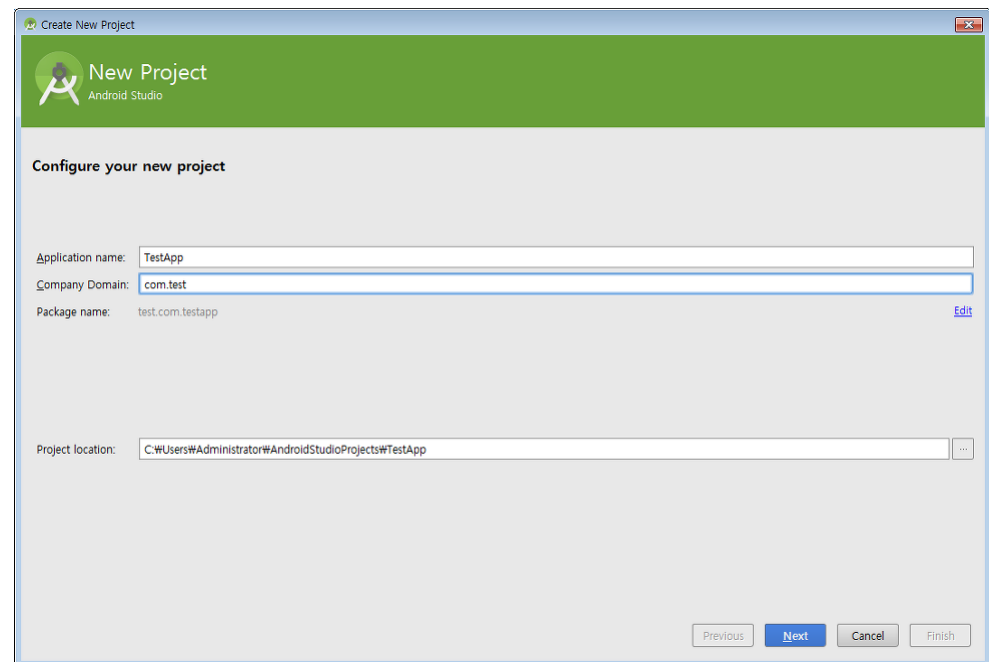 Create New Project
New Project
Android Studio
Configure your new project
Application name: TestApp
Company Domain: com.test
Package name: test.com.testapp Edit
Project location: C:₩Users₩Administrator₩AndroidStudioProjects₩TestApp ...
Previous Next Cancel Finish